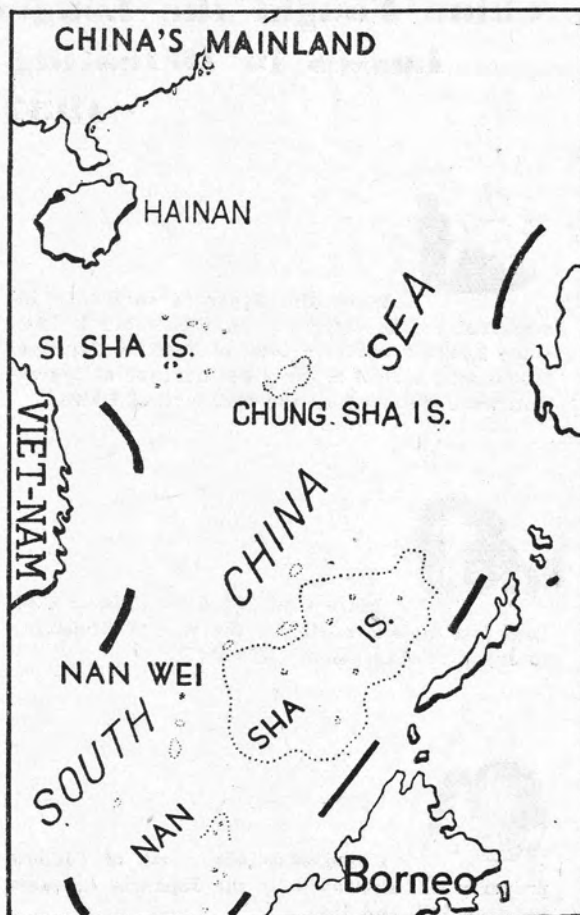 CHINA'S MAINLAND
HAINAN
SEA
SI SHA IS.
CHUNG SHA IS.
VIET-NAM
CHINA
IS.
NAN WEI
SHA
SOUTH
NAN
Borneo